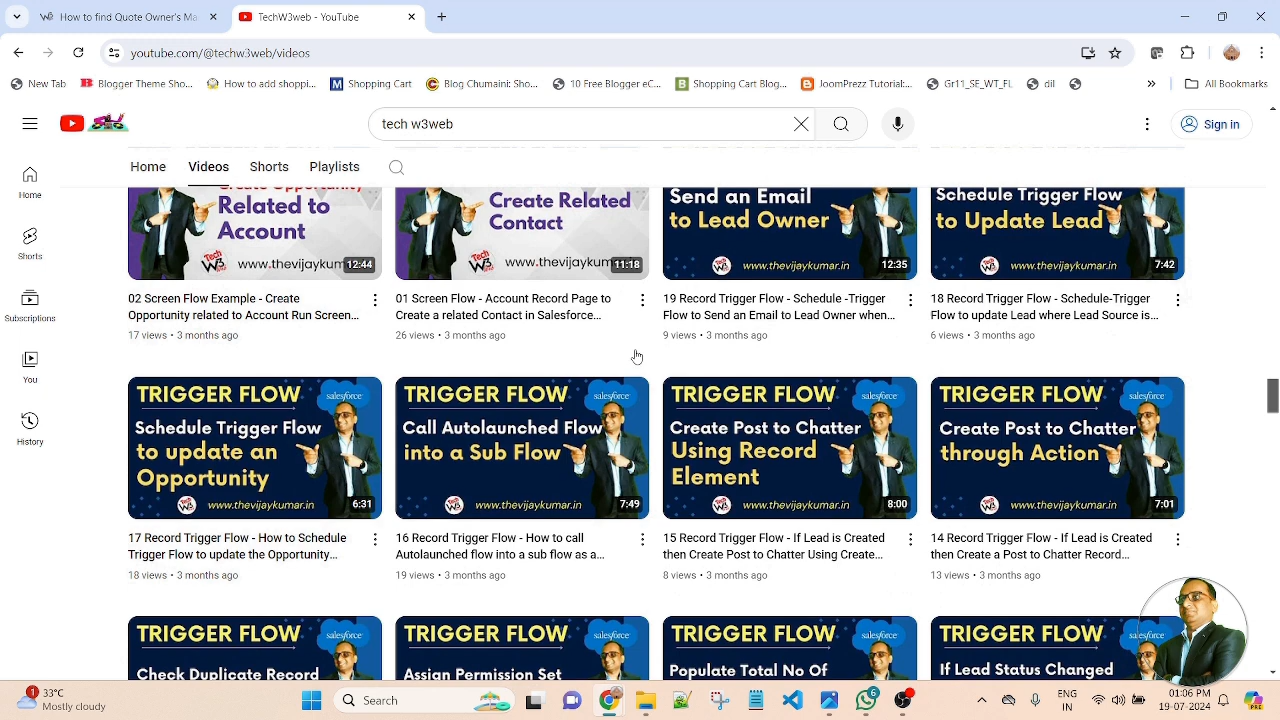 How to find Quote Owner's Ma
TechW3web - YouTube
youtube.com/@techw3web/videos
New Tab
Blogger Theme Sho...
How to add shoppi...
Shopping Cart
Blog Chumaini Sho...
10 Free Blogger eC...
Shopping Cart Blog...
JoomPrezz Tutorial:...
Gr11_SE_WT_FL
dil
»
All Bookmarks
tech w3web
Sign in
Home
Videos
Shorts
Playlists
Home
Shorts
Subscriptions
You
History
Related to
Account
Tech
W3
www.thevijaykum
12:44
Create Related
Contact
Tech
W3
www.thevijaykum
11:18
Send an Email
to Lead Owner
www.thevijaykumar.in
12:35
Schedule Trigger Flow
to Update Lead
www.thevijaykumar.in
7:42
02 Screen Flow Example - Create
Opportunity related to Account Run Screen...
17 views • 3 months ago
01 Screen Flow - Account Record Page to
Create a related Contact in Salesforce...
26 views • 3 months ago
19 Record Trigger Flow - Schedule -Trigger
Flow to Send an Email to Lead Owner when...
9 views • 3 months ago
18 Record Trigger Flow - Schedule-Trigger
Flow to update Lead where Lead Source is...
6 views • 3 months ago
TRIGGER FLOW
salesforce
Schedule Trigger Flow
to update an
Opportunity
www.thevijaykumar.in
6:31
TRIGGER FLOW
salesforce
Call Autolaunched Flow
into a Sub Flow
www.thevijaykumar.in
7:49
TRIGGER FLOW
salesforce
Create Post to Chatter
Using Record
Element
www.thevijaykumar.in
8:00
TRIGGER FLOW
salesforce
Create Post to Chatter
through Action
www.thevijaykumar.in
7:01
17 Record Trigger Flow - How to Schedule
Trigger Flow to update the Opportunity...
18 views • 3 months ago
16 Record Trigger Flow - How to call
Autolaunched flow into a sub flow as a...
19 views • 3 months ago
15 Record Trigger Flow - If Lead is Created
then Create Post to Chatter Using Create...
8 views • 3 months ago
14 Record Trigger Flow - If Lead is Created
then Create a Post to Chatter Record...
13 views • 3 months ago
TRIGGER FLOW
salesforce
Check Duplicate Record
TRIGGER FLOW
salesforce
Assign Permission Set
TRIGGER FLOW
salesforce
Populate Total No Of
TRIGGER FLOW
salesforce
If Lead Status Changed
1
33°C
Mostly cloudy
Search
6
ENG
IN
01:06 PM
19-07-2024